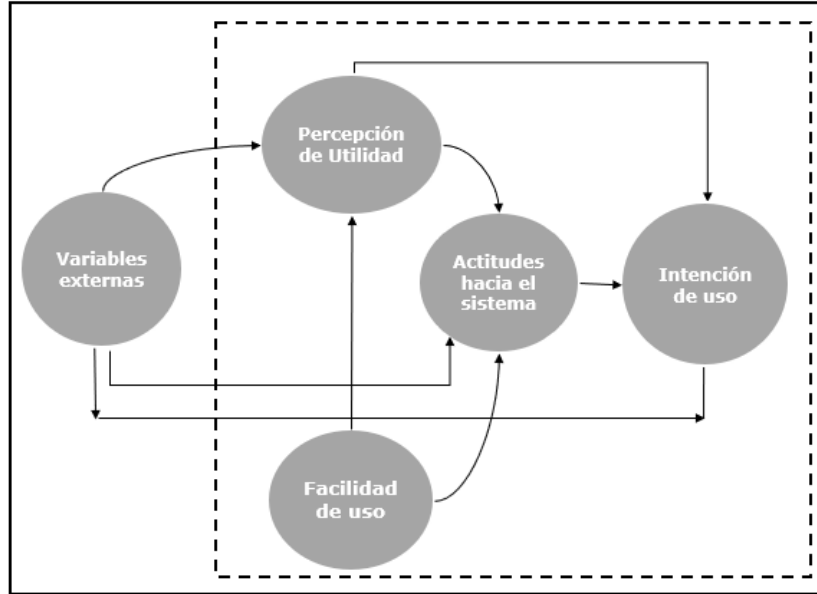 Percepción
de Utilidad
Variables
externas
Actitudes
hacia el
sistema
Intención
de uso
Facilidad
de uso